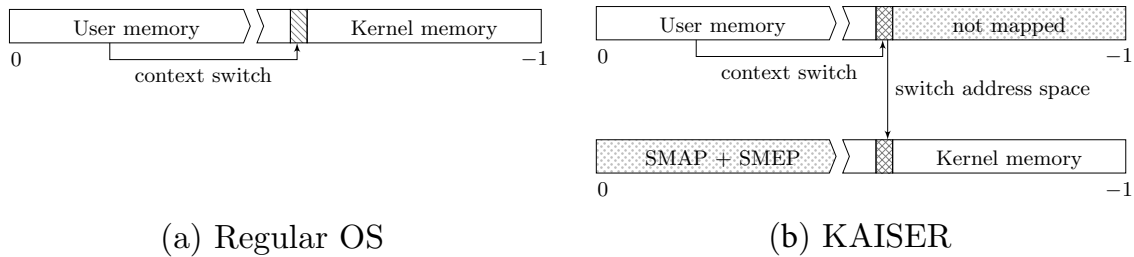 User memory
Kernel memory
0
−1
context switch
(a) Regular OS
User memory
not mapped
0
−1
context switch
switch address space
SMAP + SMEP
Kernel memory
0
−1
(b) KAISER